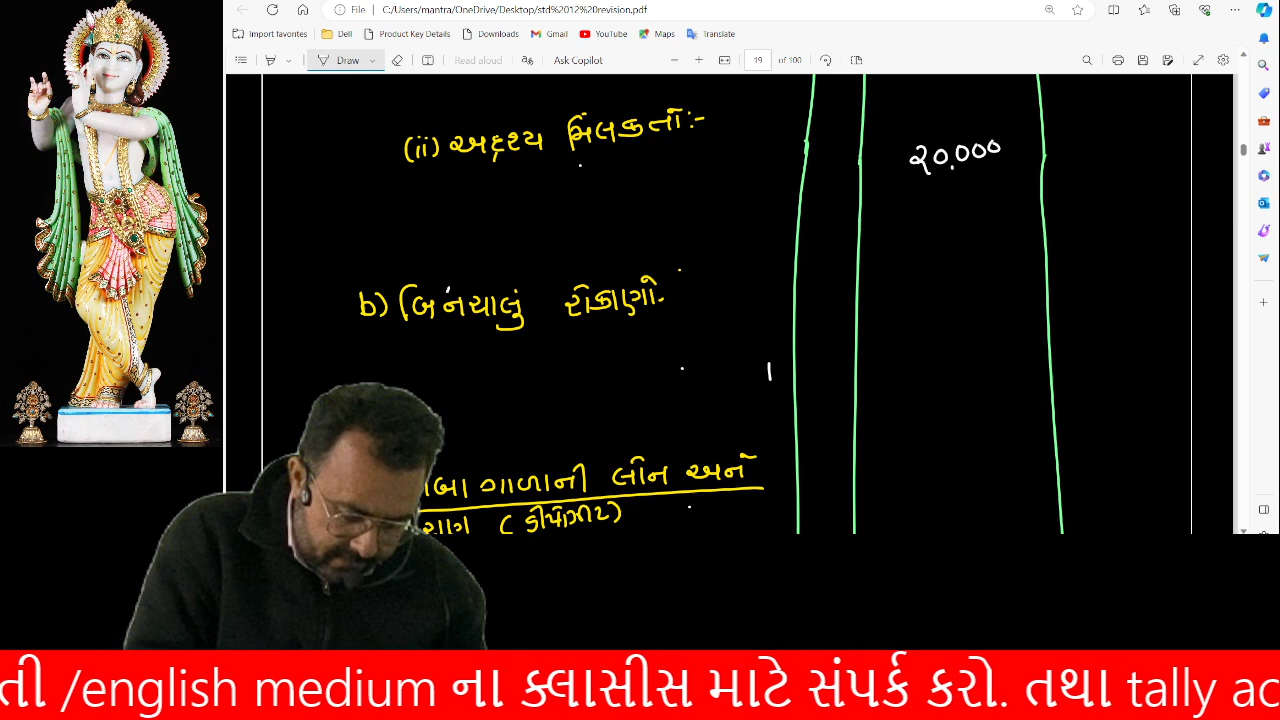 File | C:/Users/mantra/OneDrive/Desktop/std%2012%20revision.pdf
Import favorites Dell Product Key Details Downloads Gmail YouTube Maps Translate
Draw Read aloud Ask Copilot 19 of 100
(ii) અદ્દશ્ય મિલકતો:-
૨૦,૦૦૦
b) બિનચાલું રોકાણો.
ગાળાની લોન અને
(ડીપોઝીટ)
તી /english medium ના ક્લાસીસ માટે સંપર્ક કરો. તથા tally ac